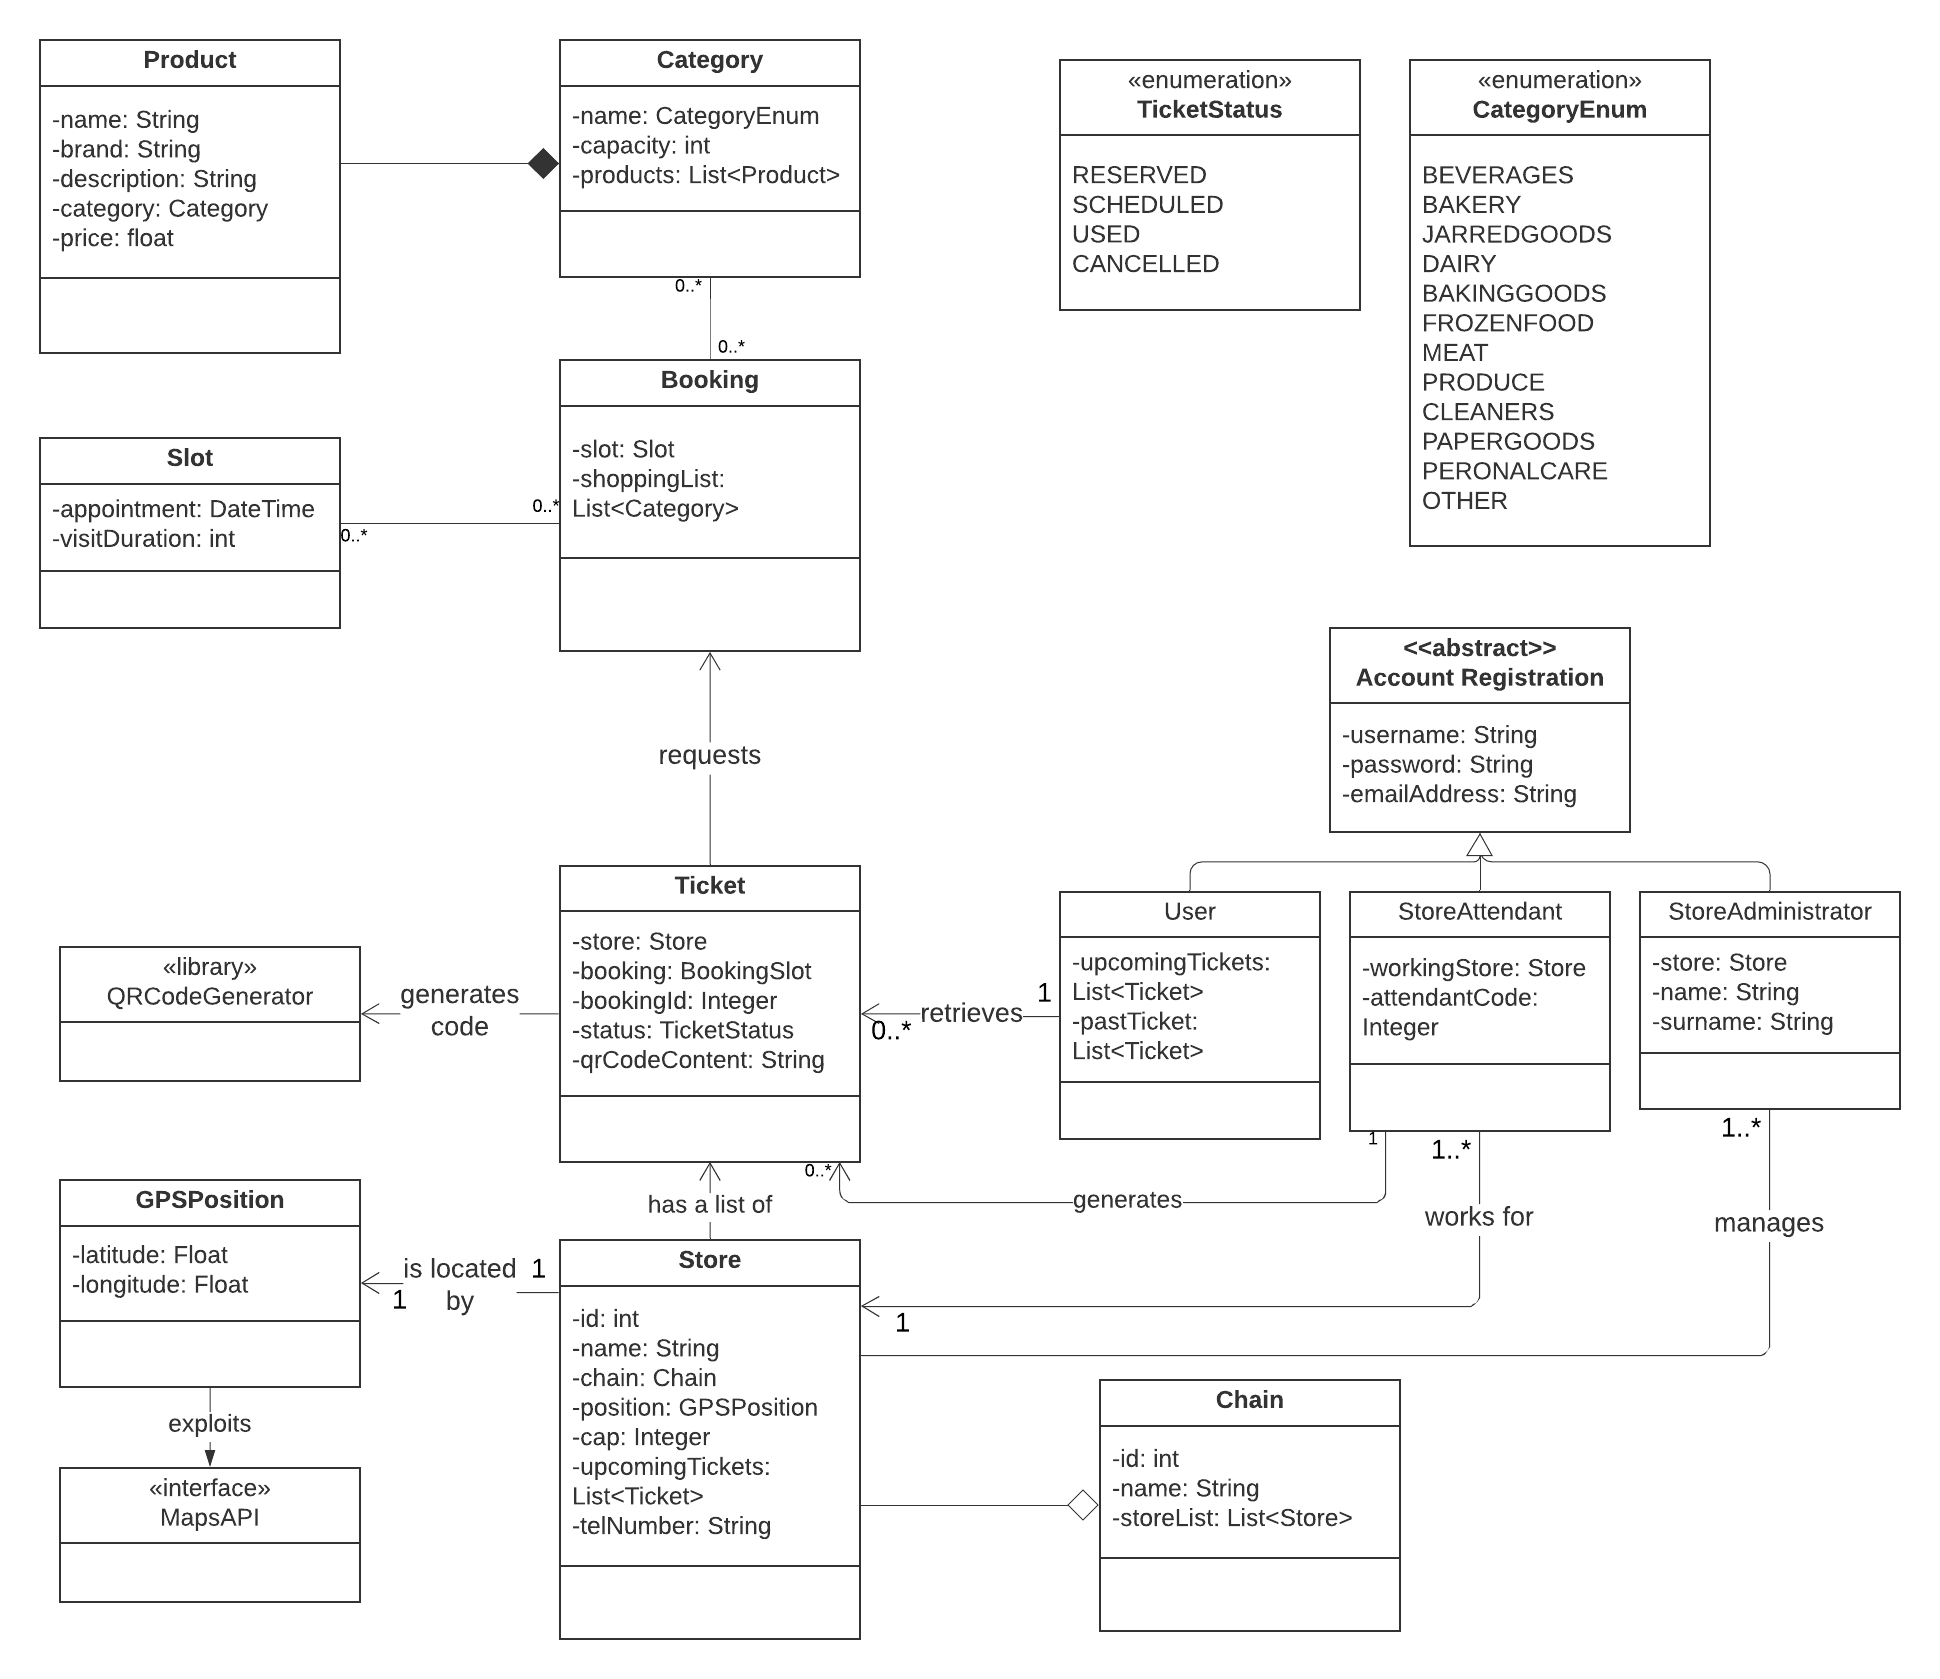 Product
-name: String
-brand: String
-description: String
-category: Category
-price: float
Category
-name: CategoryEnum
-capacity: int
-products: List<Product>
«enumeration»
TicketStatus
RESERVED
SCHEDULED
USED
CANCELLED
«enumeration»
CategoryEnum
BEVERAGES
BAKERY
JARREDGOODS
DAIRY
BAKINGGOODS
FROZENFOOD
MEAT
PRODUCE
CLEANERS
PAPERGOODS
PERONALCARE
OTHER
0..*
0..*
Booking
-slot: Slot
-shoppingList:
List<Category>
Slot
-appointment: DateTime
-visitDuration: int
0..*
0..*
requests
<<abstract>>
Account Registration
-username: String
-password: String
-emailAddress: String
Ticket
-store: Store
-booking: BookingSlot
-bookingId: Integer
-status: TicketStatus
-qrCodeContent: String
«library»
QRCodeGenerator
generates
code
User
-upcomingTickets:
List<Ticket>
-pastTicket:
List<Ticket>
StoreAttendant
-workingStore: Store
-attendantCode:
Integer
StoreAdministrator
-store: Store
-name: String
-surname: String
1
retrieves
0..*
1
1..*
1..*
0..*
generates
works for
manages
has a list of
GPSPosition
-latitude: Float
-longitude: Float
is located
by
1
1
Store
-id: int
-name: String
-chain: Chain
-position: GPSPosition
-cap: Integer
-upcomingTickets:
List<Ticket>
-telNumber: String
1
exploits
«interface»
MapsAPI
Chain
-id: int
-name: String
-storeList: List<Store>